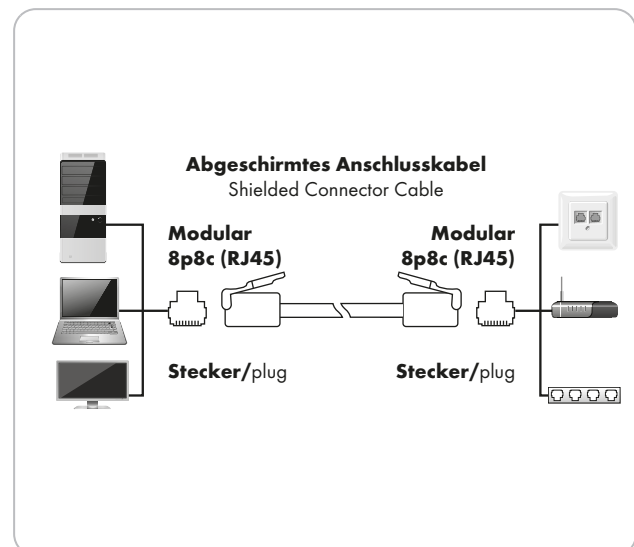 Abgeschirmtes Anschlusskabel
Shielded Connector Cable
Modular
8p8c (RJ45)
Modular
8p8c (RJ45)
Stecker/plug
Stecker/plug